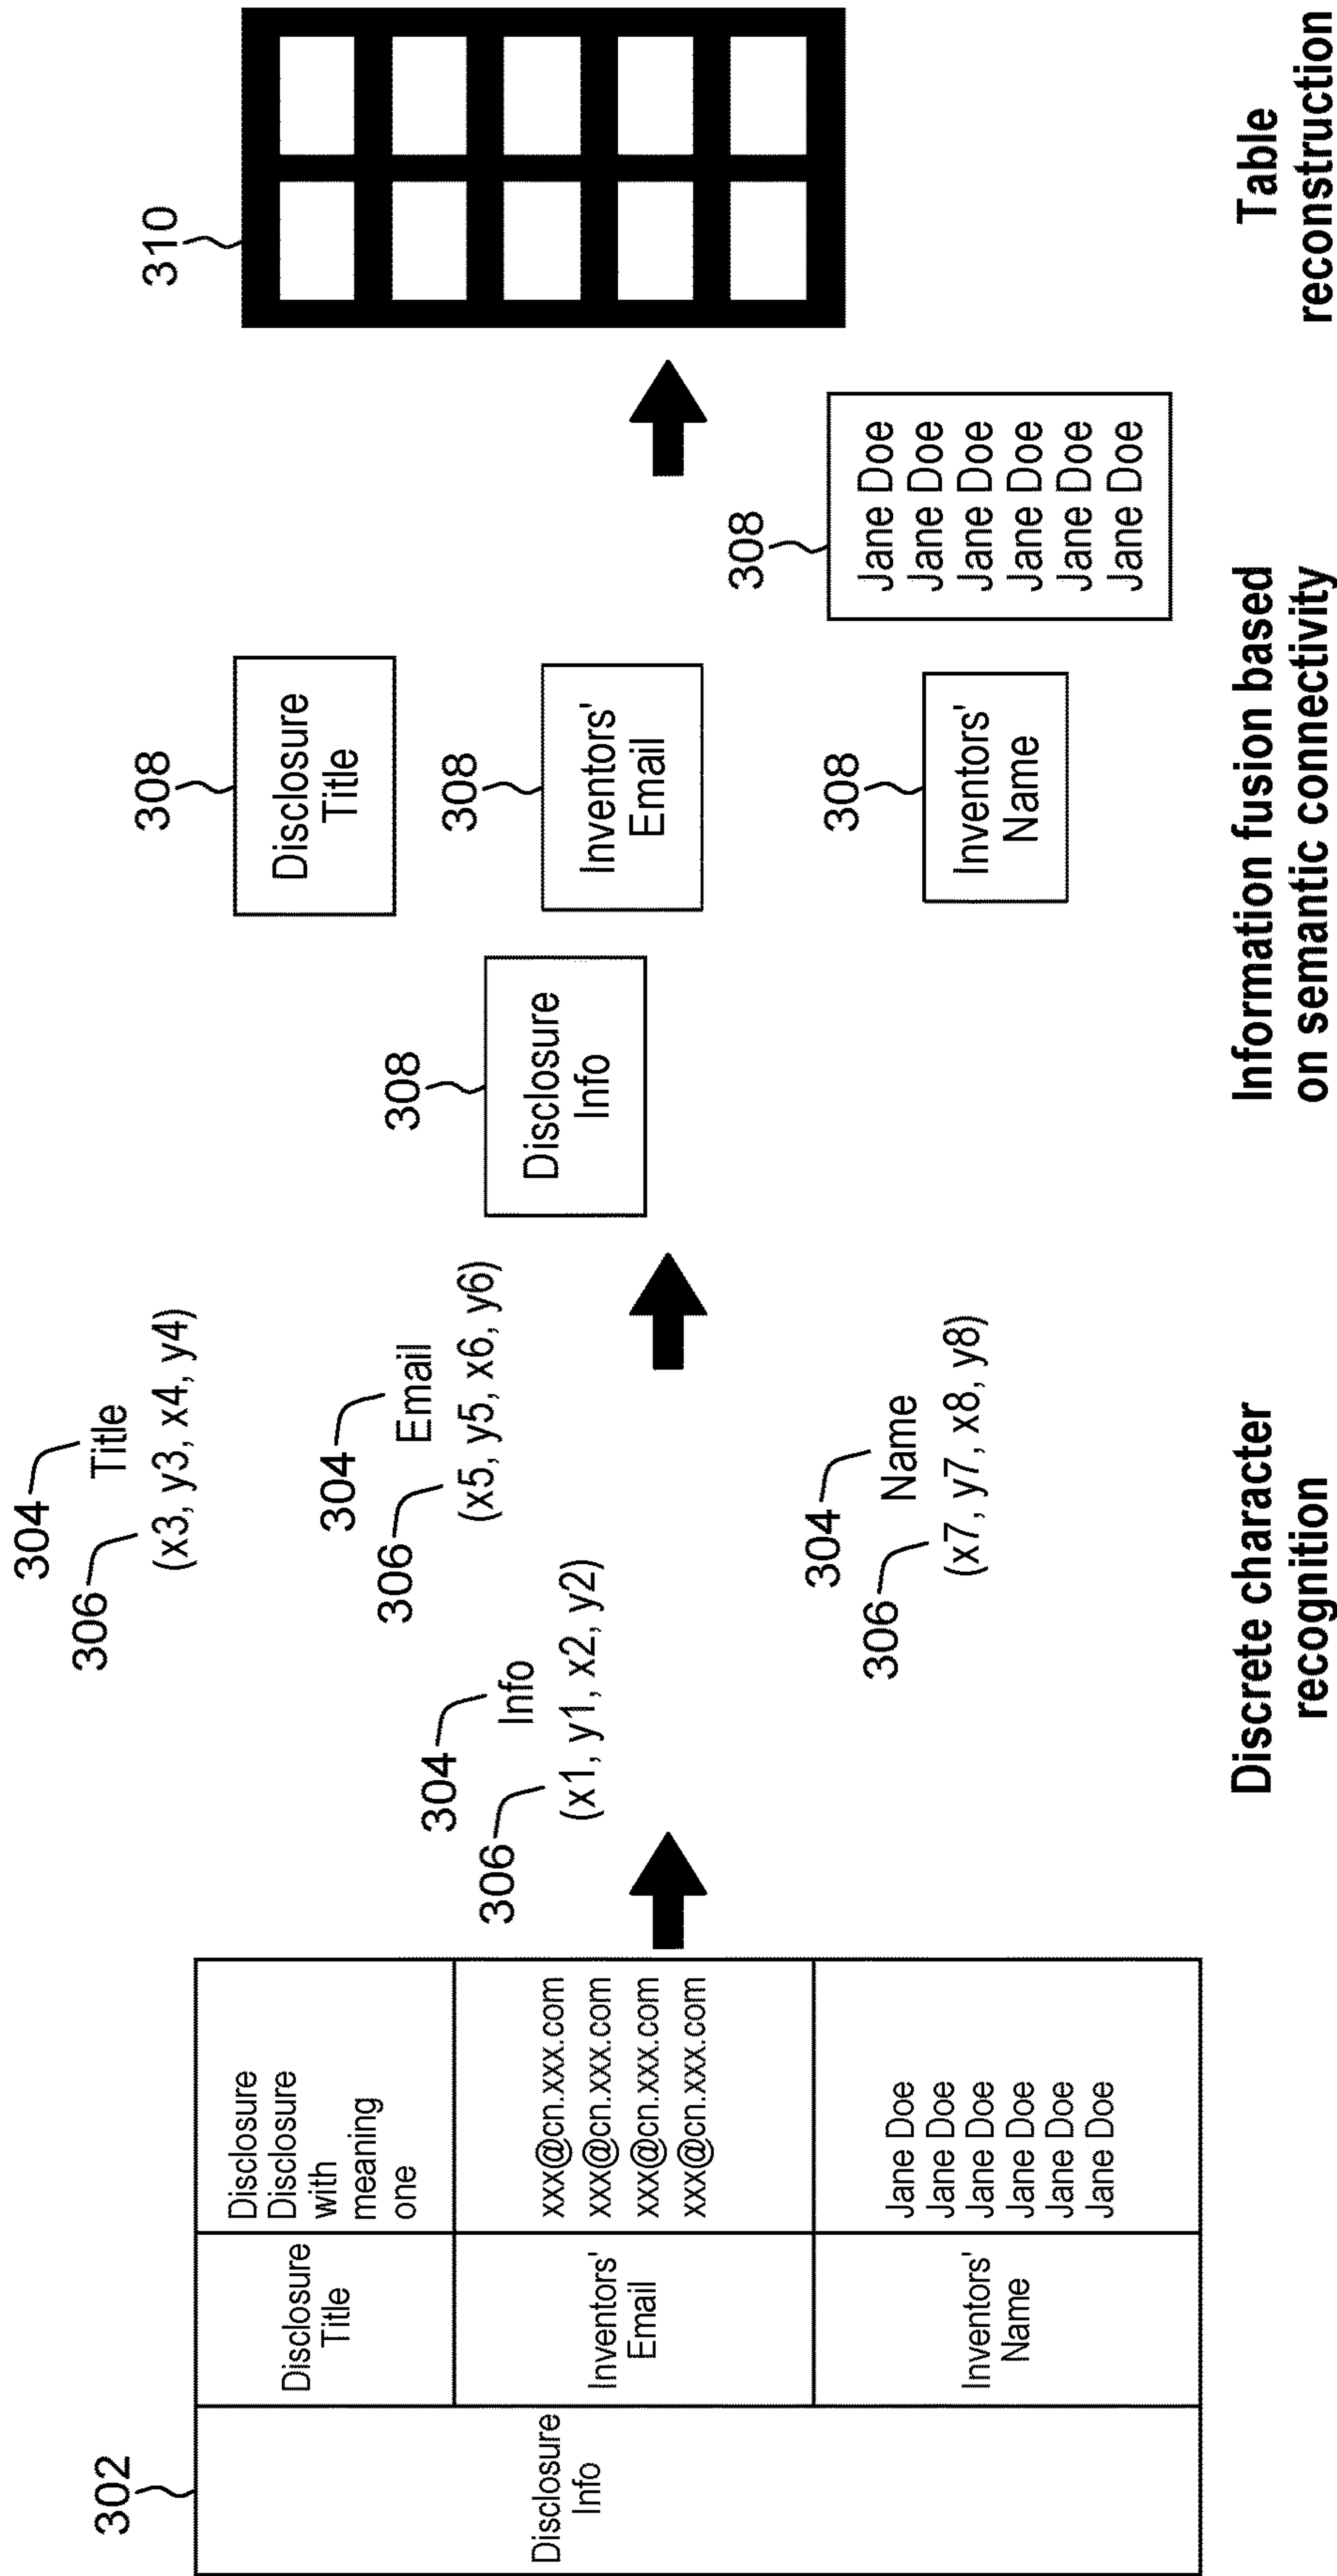 302
Disclosure
Info
Disclosure
Title
Disclosure
Disclosure
with
meaning
one
Inventors'
Email
xxx@cn.xxx.com
xxx@cn.xxx.com
xxx@cn.xxx.com
xxx@cn.xxx.com
Inventors'
Name
Jane Doe
Jane Doe
Jane Doe
Jane Doe
Jane Doe
Jane Doe
304
Title
306
(x3, y3, x4, y4)
304
Email
306
(x5, y5, x6, y6)
304
Info
306
(x1, y1, x2, y2)
304
Name
306
(x7, y7, x8, y8)
Discrete character
recognition
308
Disclosure
Info
308
Disclosure
Title
308
Inventors'
Email
308
Inventors'
Name
308
Jane Doe
Jane Doe
Jane Doe
Jane Doe
Jane Doe
Jane Doe
Information fusion based
on semantic connectivity
310
Table
reconstruction